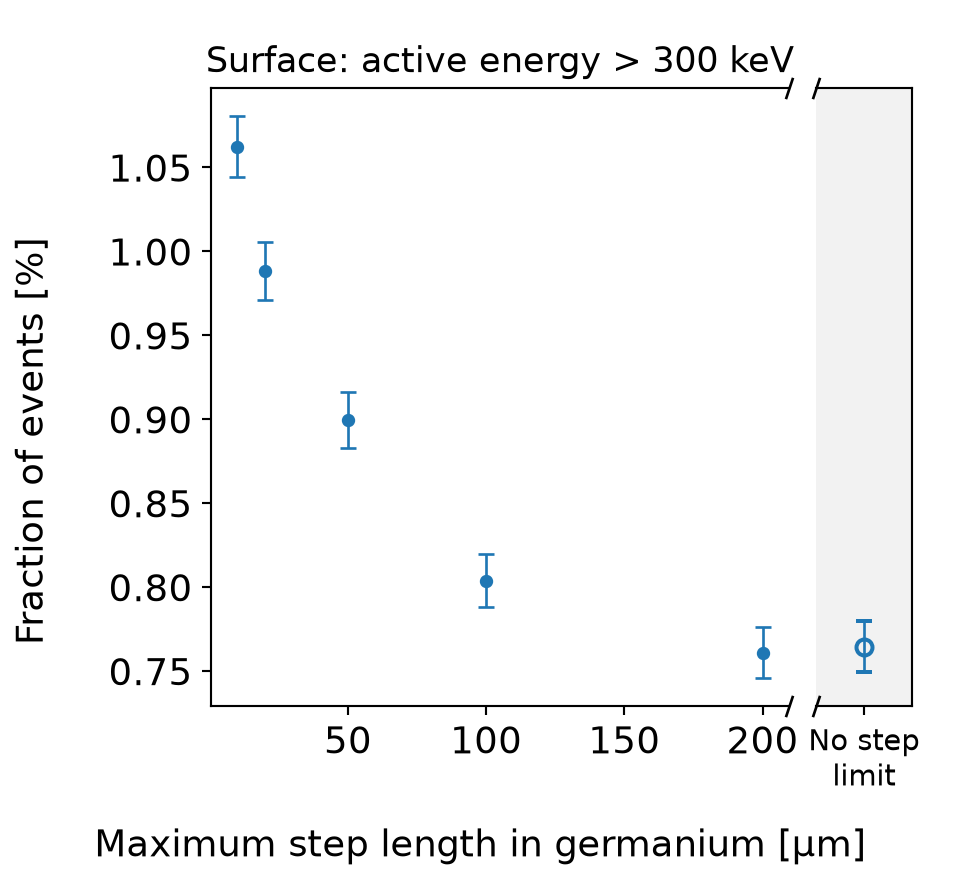 Surface: active energy > 300 keV
Fraction of events [%]
1.05
1.00
0.95
0.90
0.85
0.80
0.75
50 100 150 200 No step
limit
Maximum step length in germanium [μm]